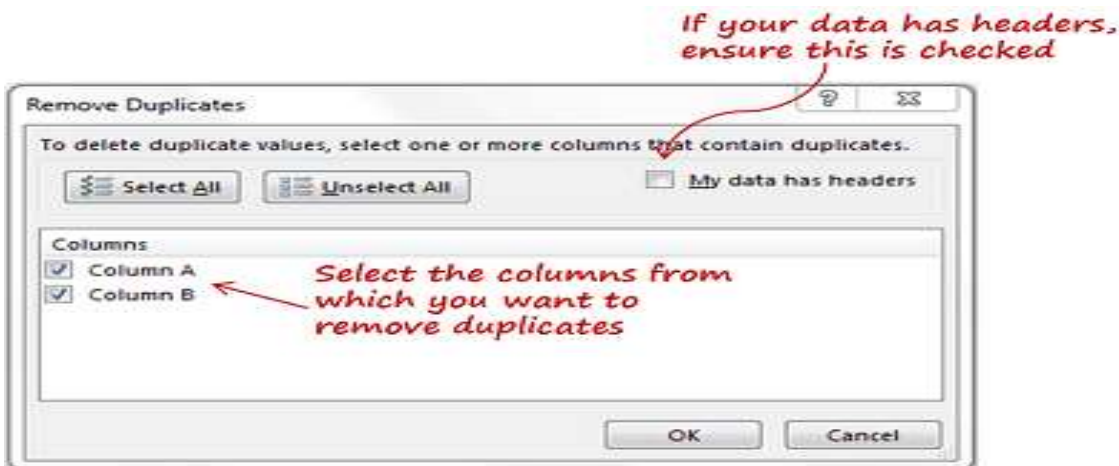 If your data has headers,
ensure this is checked
Remove Duplicates
To delete duplicate values, select one or more columns that contain duplicates.
Select All Unselect All My data has headers
Columns
Column A
Column B
Select the columns from
which you want to
remove duplicates
OK Cancel